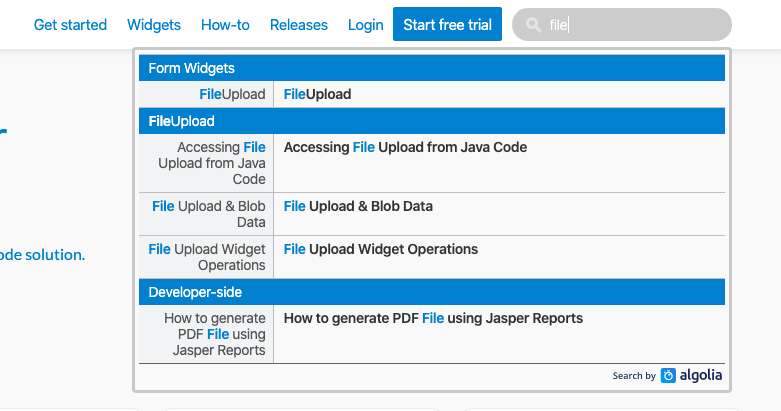 Get started Widgets How-to Releases Login Start free trial file
Form Widgets
FileUpload FileUpload
FileUpload
Accessing File
Upload from Java
Code
Accessing File Upload from Java Code
File Upload & Blob
Data
File Upload & Blob Data
File Upload Widget
Operations
File Upload Widget Operations
ode solution.
Developer-side
How to generate
PDF File using
Jasper Reports
How to generate PDF File using Jasper Reports
Search by algolia